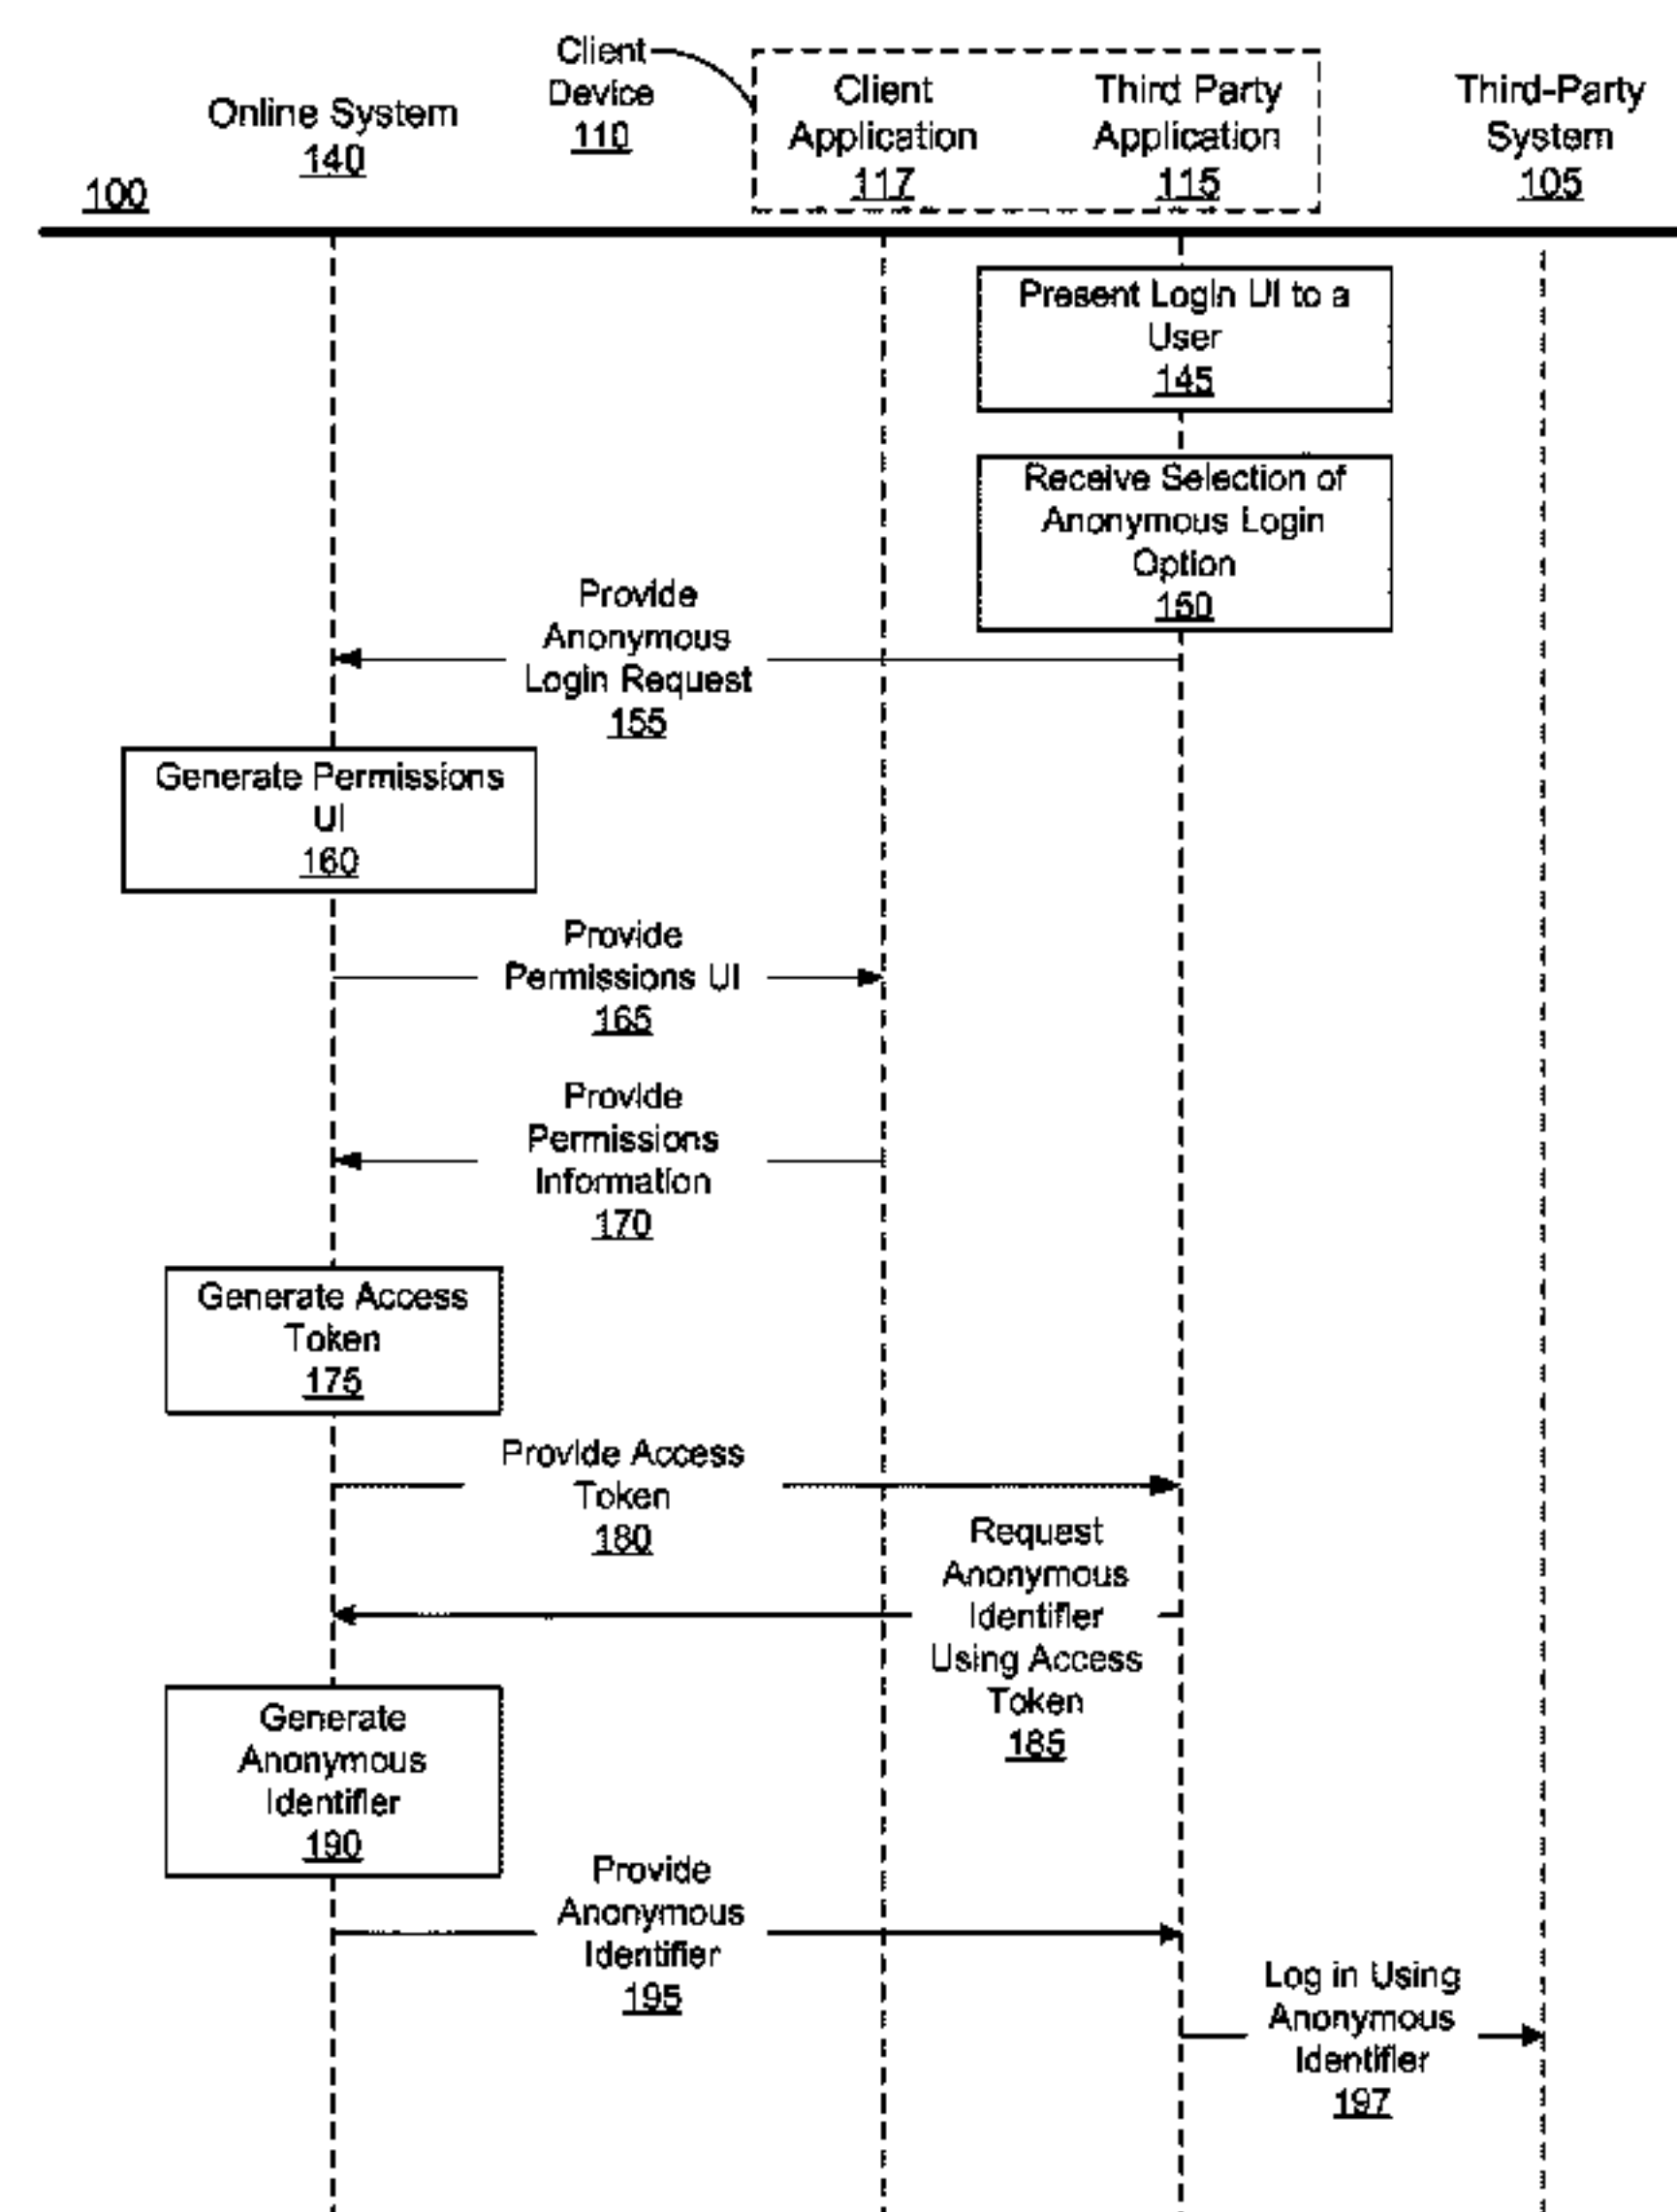 100
Online System
140
Client
Device
110
Client
Application
117
Third Party
Application
115
Third-Party
System
105
Present Login UI to a
User
145
Receive Selection of
Anonymous Login
Option
150
Provide
Anonymous
Login Request
155
Generate Permissions
UI
160
Provide
Permissions UI
165
Provide
Permissions
Information
170
Generate Access
Token
175
Provide Access
Token
180
Request
Anonymous
Identifier
Using Access
Token
185
Generate
Anonymous
Identifier
190
Provide
Anonymous
Identifier
195
Log in Using
Anonymous
Identifier
197